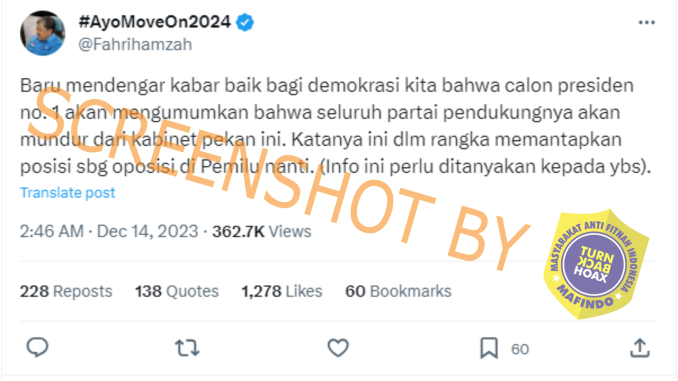 #AyoMoveOn2024
@Fahrihamzah
Baru mendengar kabar baik bagi demokrasi kita bahwa calon presiden
no. 1 akan mengumumkan bahwa seluruh partai pendukungnya akan
mundur dari kabinet pekan ini. Katanya ini dlm rangka memantapkan
posisi sbg oposisi di Pemilu nanti. (Info ini perlu ditanyakan kepada ybs).
Translate post
2:46 AM · Dec 14, 2023 · 362.7K Views
228 Reposts 138 Quotes 1,278 Likes 60 Bookmarks
60
SCREENSHOT BY
MASYARAKAT ANTI FITNAH INDONESIA
TURN
BACK
HOAX
MAFINDO